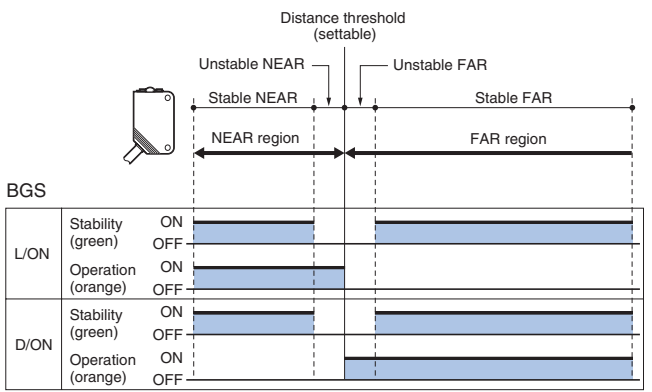 Distance threshold
(settable)
Unstable NEAR
Unstable FAR
Stable NEAR
Stable FAR
NEAR region
FAR region
BGS
L/ON
Stability
(green)
ON
OFF
Operation
(orange)
ON
OFF
D/ON
Stability
(green)
ON
OFF
Operation
(orange)
ON
OFF